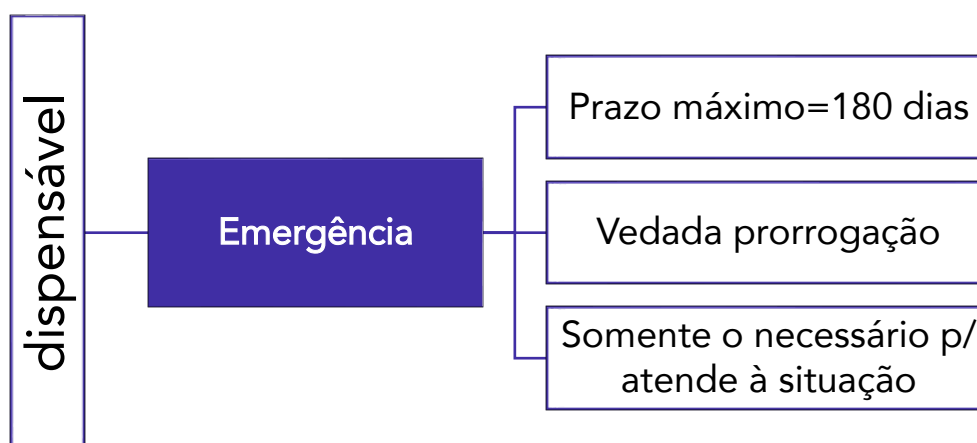 dispensável
Emergência
Prazo máximo=180 dias
Vedada prorrogação
Somente o necessário p/
atende à situação